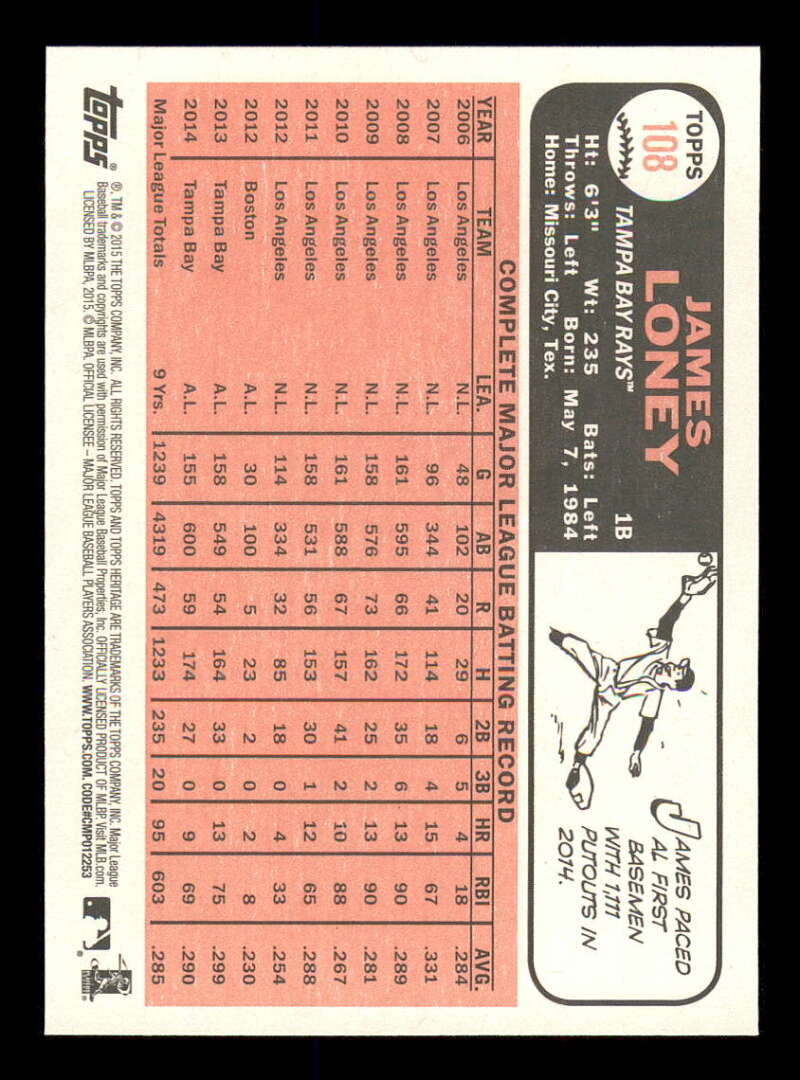 TOPPS
108
JAMES
LONEY
TAMPA BAY RAYS™ 1B
Ht: 6'3" Wt: 235 Bats: Left
Throws: Left Born: May 7, 1984
Home: Missouri City, Tex.
JAMES PACED
AL FIRST
BASEMEN
WITH 1,111
PUTOUTS IN
2014.
COMPLETE MAJOR LEAGUE BATTING RECORD
YEAR TEAM LEA. G AB R H 2B 3B HR RBI AVG.
2006 Los Angeles N.L. 48 102 20 29 6 5 4 18 .284
2007 Los Angeles N.L. 96 344 41 114 18 4 15 67 .331
2008 Los Angeles N.L. 161 595 66 172 35 6 13 90 .289
2009 Los Angeles N.L. 158 576 73 162 25 2 13 90 .281
2010 Los Angeles N.L. 161 588 67 157 41 2 10 88 .267
2011 Los Angeles N.L. 158 531 56 153 30 1 12 65 .288
2012 Los Angeles N.L. 114 334 32 85 18 0 4 33 .254
2012 Boston A.L. 30 100 5 23 2 0 2 8 .230
2013 Tampa Bay A.L. 158 549 54 164 33 0 13 75 .299
2014 Tampa Bay A.L. 155 600 59 174 27 0 9 69 .290
Major League Totals 9 Yrs. 1239 4319 473 1233 235 20 95 603 .285
topps®
®, TM & © 2015 THE TOPPS COMPANY, INC. ALL RIGHTS RESERVED. TOPPS AND TOPPS HERITAGE ARE TRADEMARKS OF THE TOPPS COMPANY, INC. Major League
Baseball trademarks and copyrights are used with permission of Major League Baseball Properties, Inc. OFFICIALLY LICENSED PRODUCT OF MLBP. Visit MLB.com.
LICENSED BY MLBPA, 2015. © MLBPA. OFFICIAL LICENSEE – MAJOR LEAGUE BASEBALL PLAYERS ASSOCIATION. WWW.TOPPS.COM. CODE#CMP012253